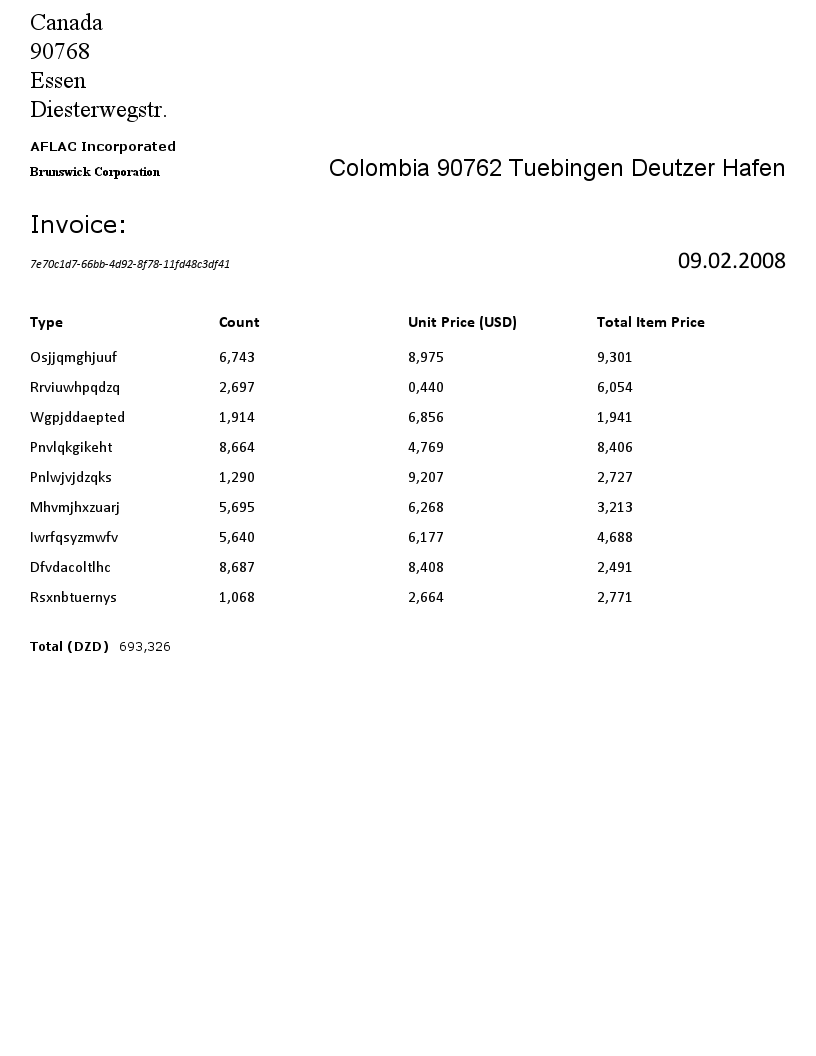 Canada
90768
Essen
Diesterwegstr.
AFLAC Incorporated
Brunswick Corporation
Colombia 90762 Tuebingen Deutzer Hafen
Invoice:
7e70c1d7-66bb-4d92-8f78-11fd48c3df41
09.02.2008
Type Count Unit Price (USD) Total Item Price
Osjjqmghjuuf 6,743 8,975 9,301
Rrviuwhpqdzq 2,697 0,440 6,054
Wgpjddaepted 1,914 6,856 1,941
Pnvlqkgikeht 8,664 4,769 8,406
Pnlwjvjdzqks 1,290 9,207 2,727
Mhvmjhxzuarj 5,695 6,268 3,213
Iwrfqsyzmwfv 5,640 6,177 4,688
Dfvdacoltlhc 8,687 8,408 2,491
Rsxnbtuernys 1,068 2,664 2,771
Total (DZD) 693,326